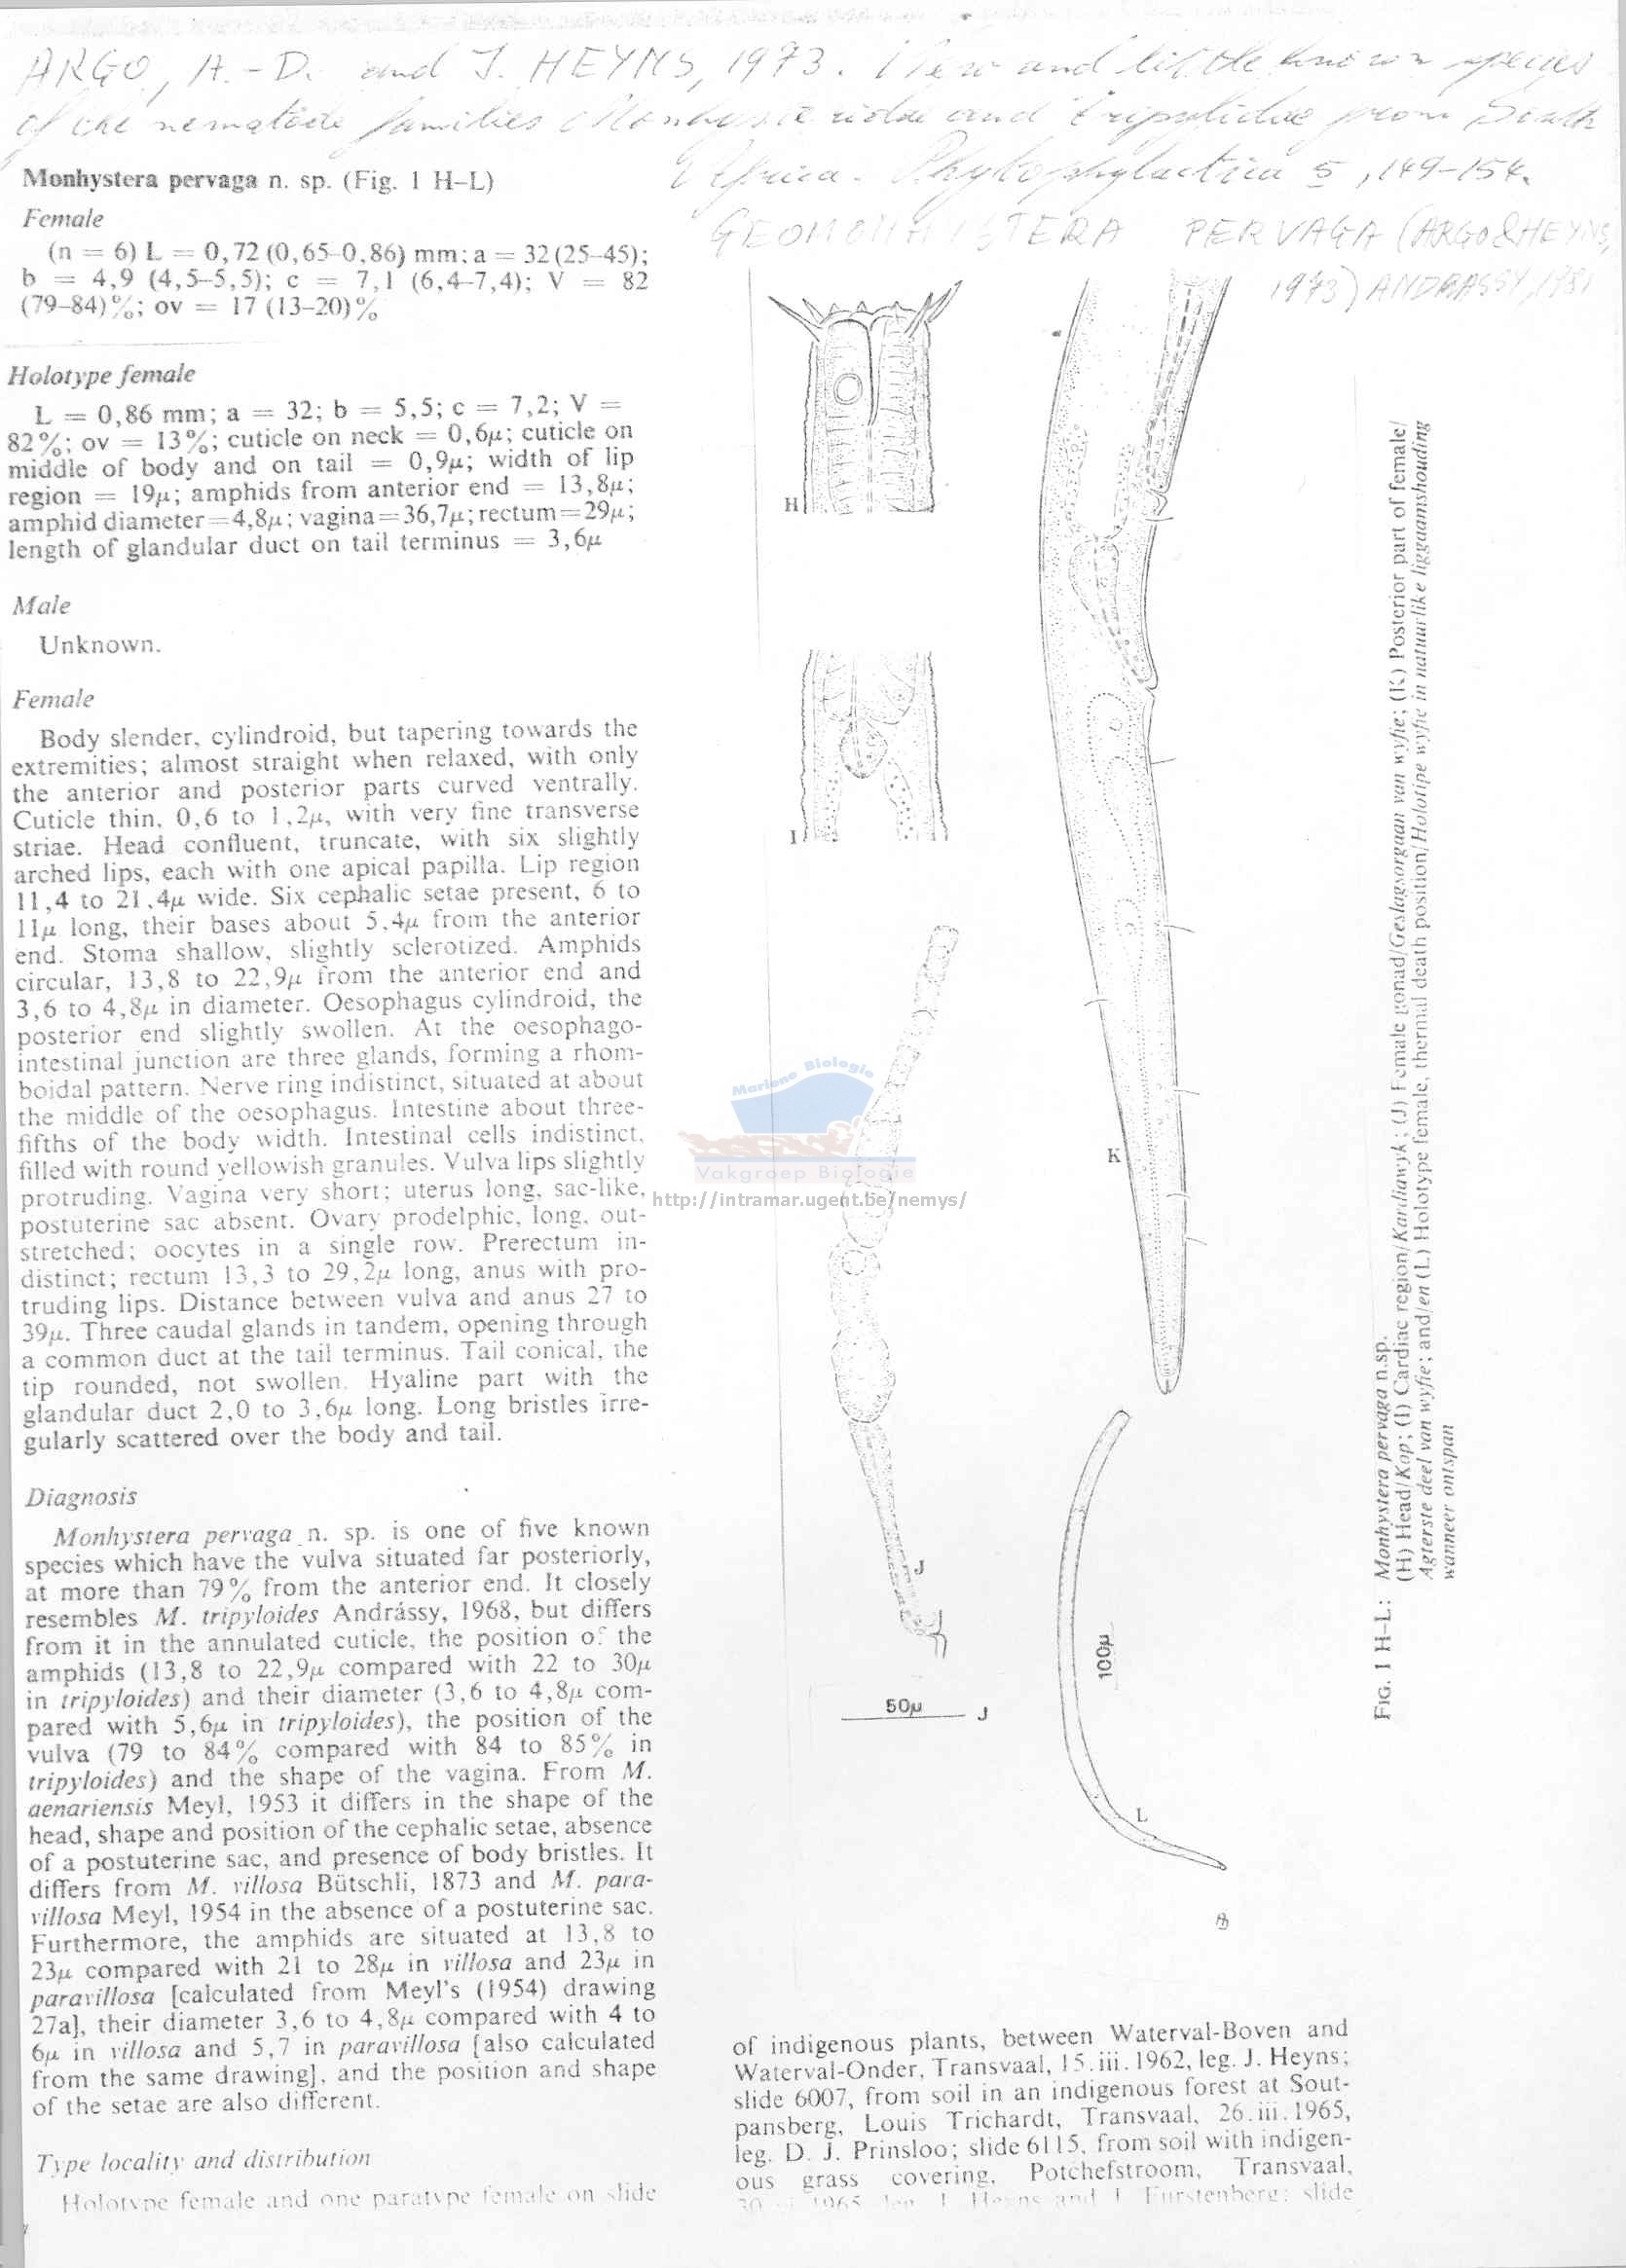 ARGO, A.-D. and J. HEYNS, 1973. New and little known species
of the nematode families Monhysteridae and Tripylidae from South
Africa. Phytophylactica 5, 149-154.
GEOMONHYSTERA PERVAGA (ARGO & HEYNS,
1973) ANDRASSY, 1981
Monhystera pervaga n. sp. (Fig. 1 H–L)
Female
(n = 6) L = 0,72 (0,65–0,86) mm; a = 32 (25–45);
b = 4,9 (4,5–5,5); c = 7,1 (6,4–7,4); V = 82
(79–84)%; ov = 17 (13–20)%
Holotype female
L = 0,86 mm; a = 32; b = 5,5; c = 7,2; V =
82%; ov = 13%; cuticle on neck = 0,6μ; cuticle on
middle of body and on tail = 0,9μ; width of lip
region = 19μ; amphids from anterior end = 13,8μ;
amphid diameter=4,8μ; vagina=36,7μ; rectum=29μ;
length of glandular duct on tail terminus = 3,6μ
Male
Unknown.
Female
Body slender, cylindroid, but tapering towards the
extremities; almost straight when relaxed, with only
the anterior and posterior parts curved ventrally.
Cuticle thin, 0,6 to 1,2μ, with very fine transverse
striae. Head confluent, truncate, with six slightly
arched lips, each with one apical papilla. Lip region
11,4 to 21,4μ wide. Six cephalic setae present, 6 to
11μ long, their bases about 5,4μ from the anterior
end. Stoma shallow, slightly sclerotized. Amphids
circular, 13,8 to 22,9μ from the anterior end and
3,6 to 4,8μ in diameter. Oesophagus cylindroid, the
posterior end slightly swollen. At the oesophago-
intestinal junction are three glands, forming a rhom-
boidal pattern. Nerve ring indistinct, situated at about
the middle of the oesophagus. Intestine about three-
fifths of the body width. Intestinal cells indistinct,
filled with round yellowish granules. Vulva lips slightly
protruding. Vagina very short; uterus long, sac-like,
postuterine sac absent. Ovary prodelphic, long, out-
stretched; oocytes in a single row. Prerectum in-
distinct; rectum 13,3 to 29,2μ long, anus with pro-
truding lips. Distance between vulva and anus 27 to
39μ. Three caudal glands in tandem, opening through
a common duct at the tail terminus. Tail conical, the
tip rounded, not swollen. Hyaline part with the
glandular duct 2,0 to 3,6μ long. Long bristles irre-
gularly scattered over the body and tail.
Diagnosis
Monhystera pervaga n. sp. is one of five known
species which have the vulva situated far posteriorly,
at more than 79% from the anterior end. It closely
resembles M. tripyloides Andrássy, 1968, but differs
from it in the annulated cuticle, the position of the
amphids (13,8 to 22,9μ compared with 22 to 30μ
in tripyloides) and their diameter (3,6 to 4,8μ com-
pared with 5,6μ in tripyloides), the position of the
vulva (79 to 84% compared with 84 to 85% in
tripyloides) and the shape of the vagina. From M.
aenariensis Meyl, 1953 it differs in the shape of the
head, shape and position of the cephalic setae, absence
of a postuterine sac, and presence of body bristles. It
differs from M. villosa Bütschli, 1873 and M. para-
villosa Meyl, 1954 in the absence of a postuterine sac.
Furthermore, the amphids are situated at 13,8 to
23μ compared with 21 to 28μ in villosa and 23μ in
paravillosa [calculated from Meyl's (1954) drawing
27a], their diameter 3,6 to 4,8μ compared with 4 to
6μ in villosa and 5,7 in paravillosa [also calculated
from the same drawing], and the position and shape
of the setae are also different.
Type locality and distribution
Holotype female and one paratype female on slide
H
I
K
J
50μ J
100μ
L
Mariene Biologie
Vakgroep Biologie
http://intramar.ugent.be/nemys/
FIG. 1 H–L: Monhystera pervaga n.sp.
(H) Head/Kop; (I) Cardiac region/Kardiawyk; (J) Female gonad/Geslagsorgaan van wyfie; (K) Posterior part of female/
Agterste deel van wyfie; and/en (L) Holotype female, thermal death position/Holotipe wyfie in natuurlike liggaamshouding
wanneer ontspan
of indigenous plants, between Waterval-Boven and
Waterval-Onder, Transvaal, 15.iii.1962, leg. J. Heyns;
slide 6007, from soil in an indigenous forest at Sout-
pansberg, Louis Trichardt, Transvaal, 26.iii.1965,
leg. D. J. Prinsloo; slide 6115, from soil with indigen-
ous grass covering, Potchefstroom, Transvaal,
30 1965 leg. J. Heyns and J. Furstenberg; slide